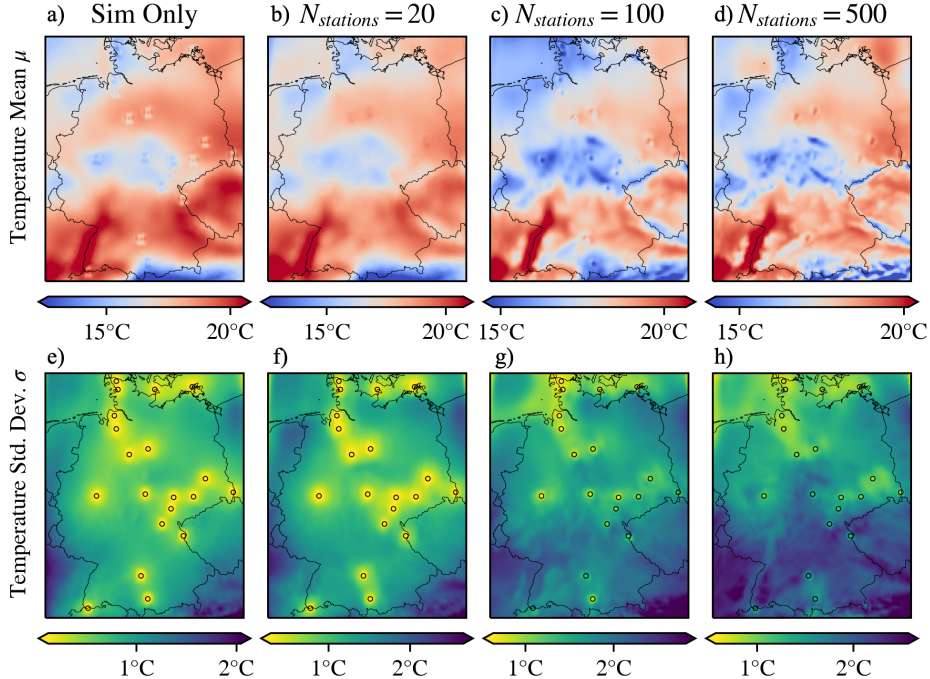 a) Sim Only b) N_stations = 20 c) N_stations = 100 d) N_stations = 500
Temperature Mean μ
15°C 20°C 15°C 20°C 15°C 20°C 15°C 20°C
e) f) g) h)
Temperature Std. Dev. σ
1°C 2°C 1°C 2°C 1°C 2°C 1°C 2°C